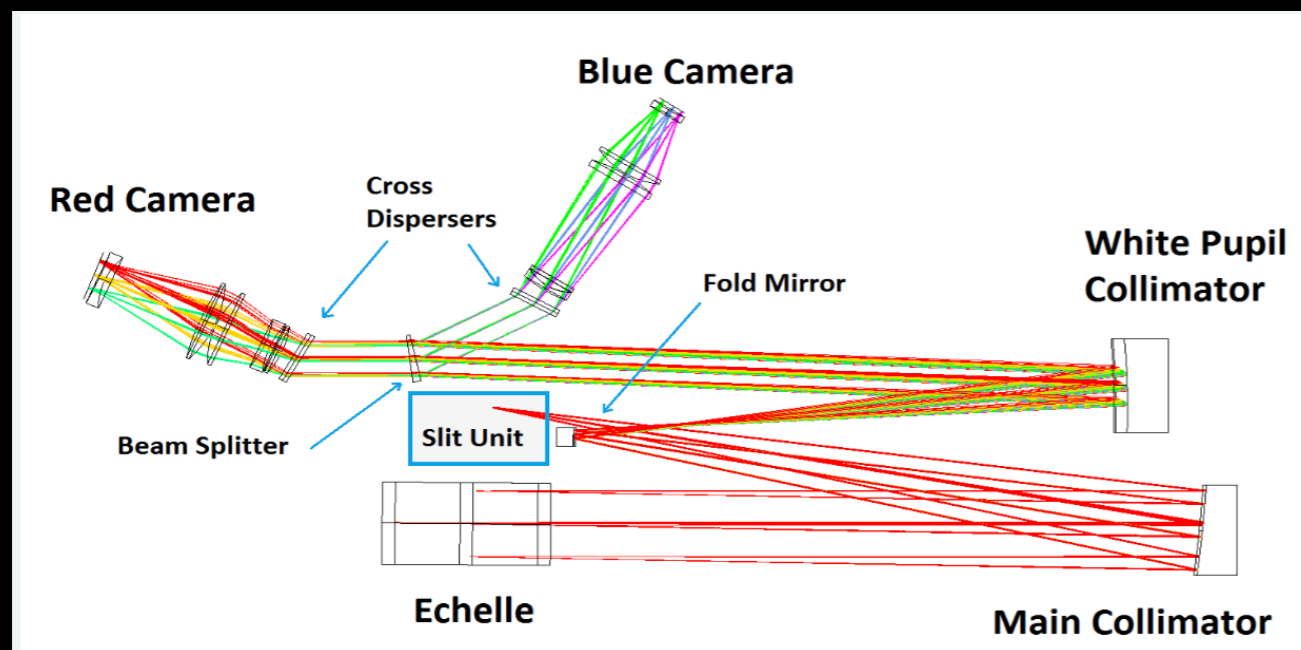 Blue Camera
Cross
Dispersers
Red Camera
White Pupil
Collimator
Fold Mirror
Beam Splitter
Slit Unit
Echelle
Main Collimator